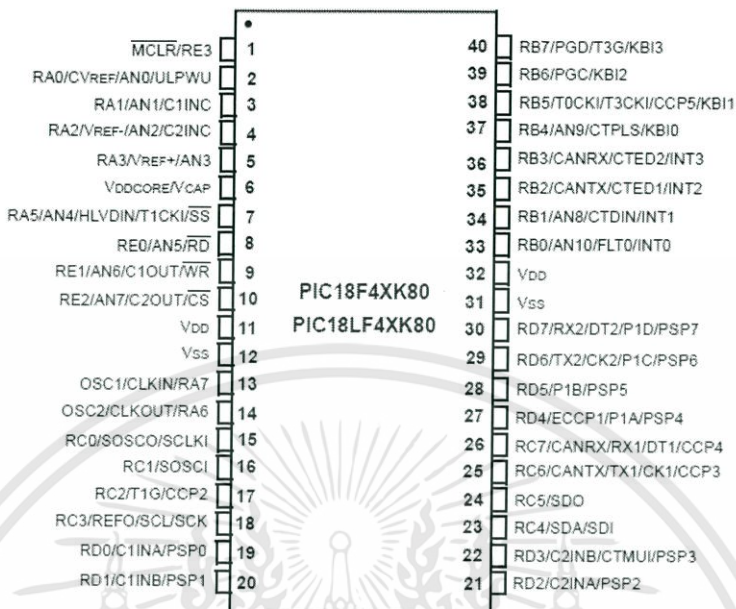 MCLR/RE3 1 40 RB7/PGD/T3G/KBI3
RA0/CVREF/AN0/ULPWU 2 39 RB6/PGC/KBI2
RA1/AN1/C1INC 3 38 RB5/T0CKI/T3CKI/CCP5/KBI1
RA2/VREF-/AN2/C2INC 4 37 RB4/AN9/CTPLS/KBI0
RA3/VREF+/AN3 5 36 RB3/CANRX/CTED2/INT3
VDDCORE/VCAP 6 35 RB2/CANTX/CTED1/INT2
RA5/AN4/HLVDIN/T1CKI/SS 7 34 RB1/AN8/CTDIN/INT1
RE0/AN5/RD 8 33 RB0/AN10/FLT0/INT0
RE1/AN6/C1OUT/WR 9 32 VDD
RE2/AN7/C2OUT/CS 10 PIC18F4XK80 31 VSS
VDD 11 PIC18LF4XK80 30 RD7/RX2/DT2/P1D/PSP7
VSS 12 29 RD6/TX2/CK2/P1C/PSP6
OSC1/CLKIN/RA7 13 28 RD5/P1B/PSP5
OSC2/CLKOUT/RA6 14 27 RD4/ECCP1/P1A/PSP4
RC0/SOSCO/SCLKI 15 26 RC7/CANRX/RX1/DT1/CCP4
RC1/SOSCI 16 25 RC6/CANTX/TX1/CK1/CCP3
RC2/T1G/CCP2 17 24 RC5/SDO
RC3/REFO/SCL/SCK 18 23 RC4/SDA/SDI
RD0/C1INA/PSP0 19 22 RD3/C2INB/CTMUI/PSP3
RD1/C1INB/PSP1 20 21 RD2/C2INA/PSP2